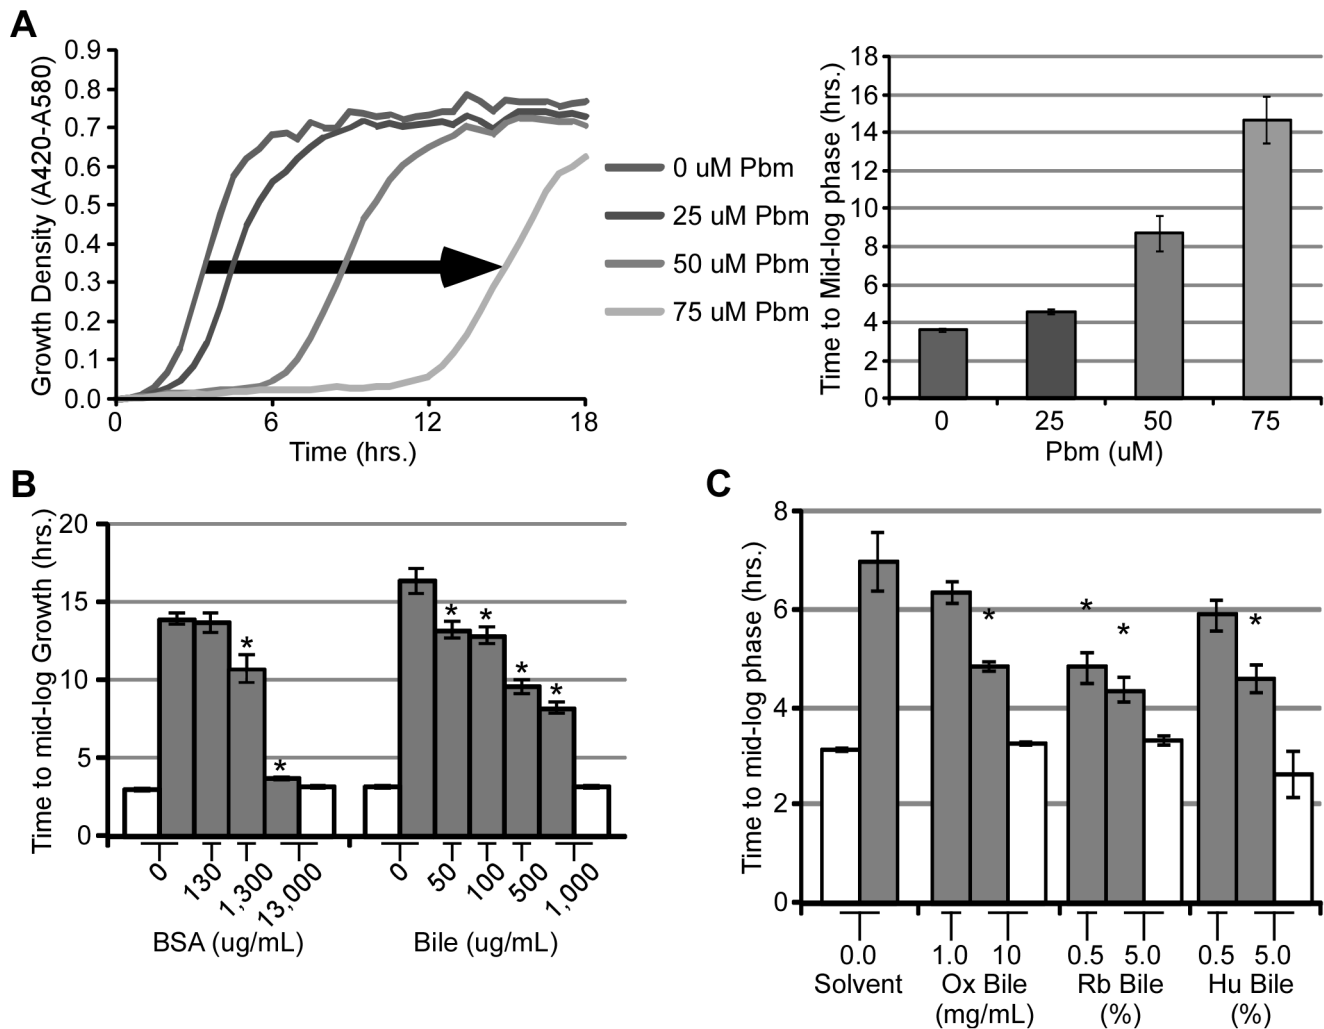 A
0.9
0.8
0.7
0.6
0.5
0.4
0.3
0.2
0.1
0.0
Growth Density (A420-A580)
0 6 12 18
Time (hrs.)
0 uM Pbm
25 uM Pbm
50 uM Pbm
75 uM Pbm
18
16
14
12
10
8
6
4
2
0
Time to Mid-log phase (hrs.)
0 25 50 75
Pbm (uM)
B
20
15
10
5
0
Time to mid-log Growth (hrs.)
* * * * * *
0 130 1,300 13,000
BSA (ug/mL)
0 50 100 500 1,000
Bile (ug/mL)
C
8
6
4
2
0
Time to mid-log phase (hrs.)
* * * *
0.0 1.0 10 0.5 5.0 0.5 5.0
Solvent Ox Bile Rb Bile Hu Bile
(mg/mL) (%) (%)